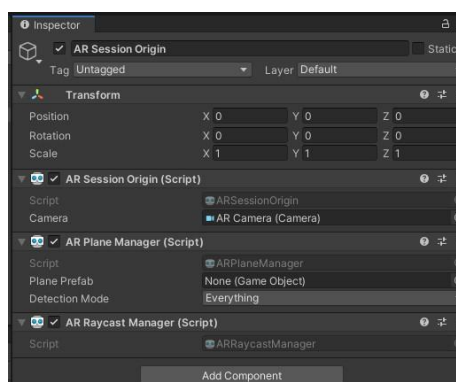 Inspector
AR Session Origin Static
Tag Untagged Layer Default
Transform
Position X 0 Y 0 Z 0
Rotation X 0 Y 0 Z 0
Scale X 1 Y 1 Z 1
AR Session Origin (Script)
Script ARSessionOrigin
Camera AR Camera (Camera)
AR Plane Manager (Script)
Script ARPlaneManager
Plane Prefab None (Game Object)
Detection Mode Everything
AR Raycast Manager (Script)
Script ARRaycastManager
Add Component